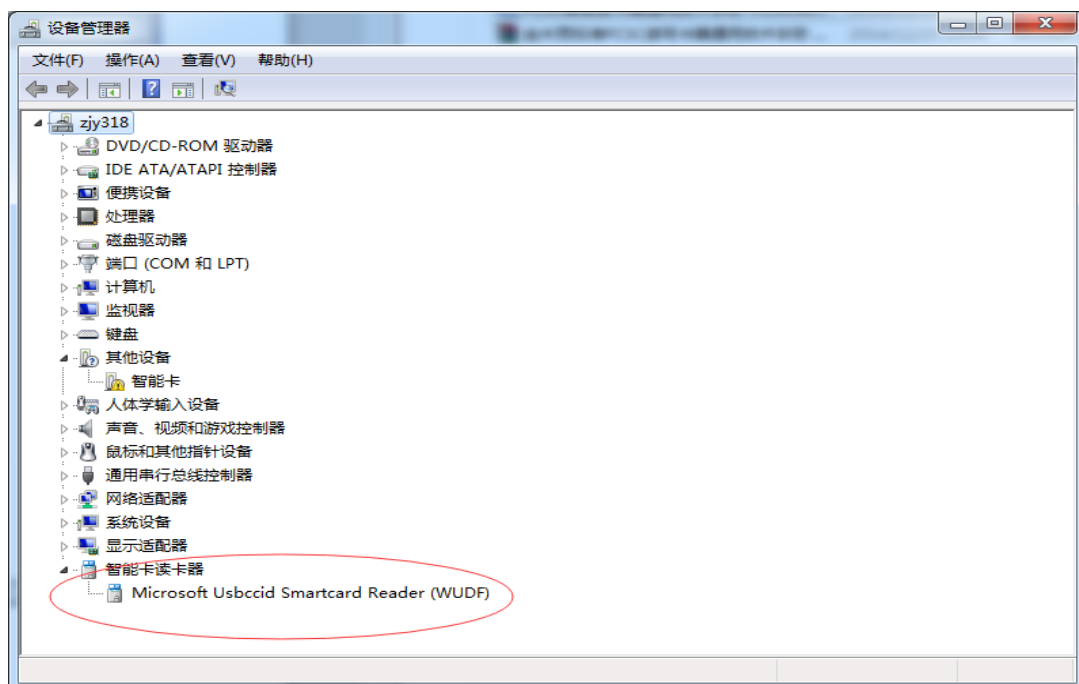 设备管理器
文件(F) 操作(A) 查看(V) 帮助(H)
zjy318
DVD/CD-ROM 驱动器
IDE ATA/ATAPI 控制器
便携设备
处理器
磁盘驱动器
端口 (COM 和 LPT)
计算机
监视器
键盘
其他设备
智能卡
人体学输入设备
声音、视频和游戏控制器
鼠标和其他指针设备
通用串行总线控制器
网络适配器
系统设备
显示适配器
智能卡读卡器
Microsoft Usbccid Smartcard Reader (WUDF)